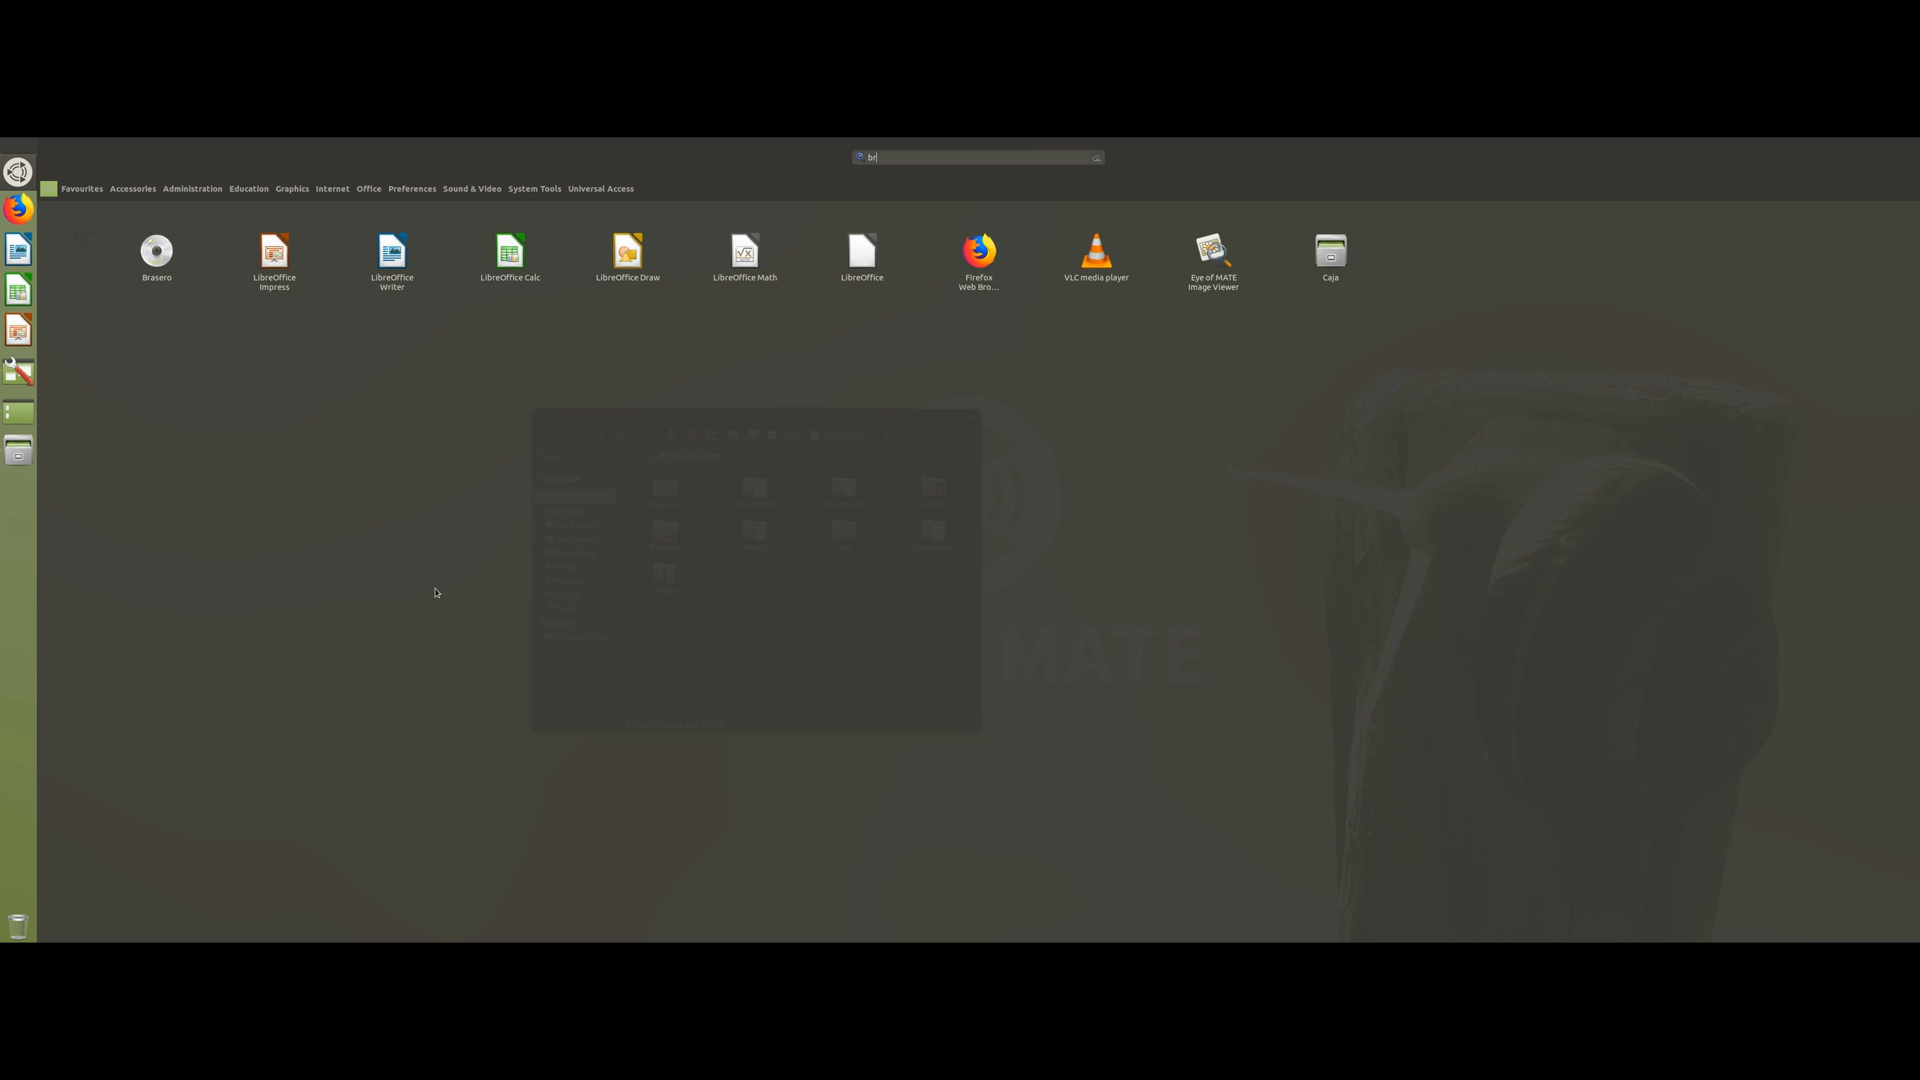 br
Favourites Accessories Administration Education Graphics Internet Office Preferences Sound & Video System Tools Universal Access
Brasero
LibreOffice
Impress
LibreOffice
Writer
LibreOffice Calc
LibreOffice Draw
LibreOffice Math
LibreOffice
Firefox
Web Bro...
VLC media player
Eye of MATE
Image Viewer
Caja
MATE